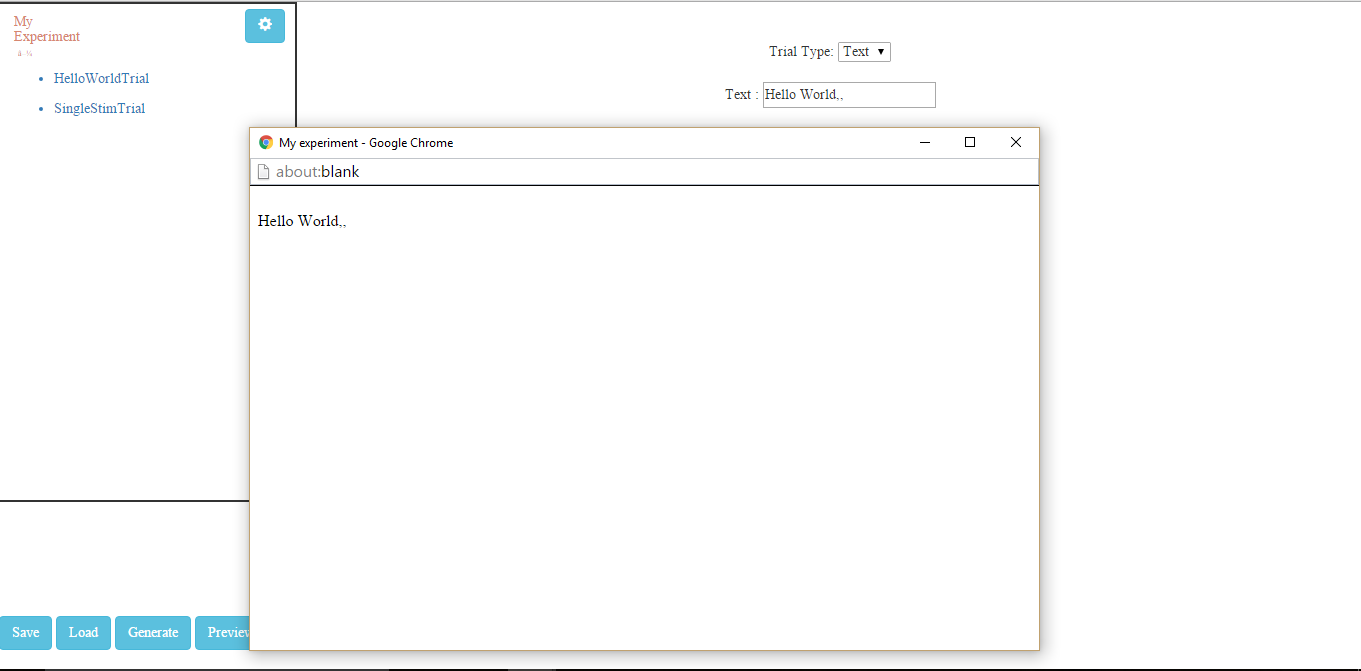 My
Experiment
HelloWorldTrial
SingleStimTrial
Trial Type: Text
Text : Hello World,,
My experiment - Google Chrome
about:blank
Hello World,,
Save
Load
Generate